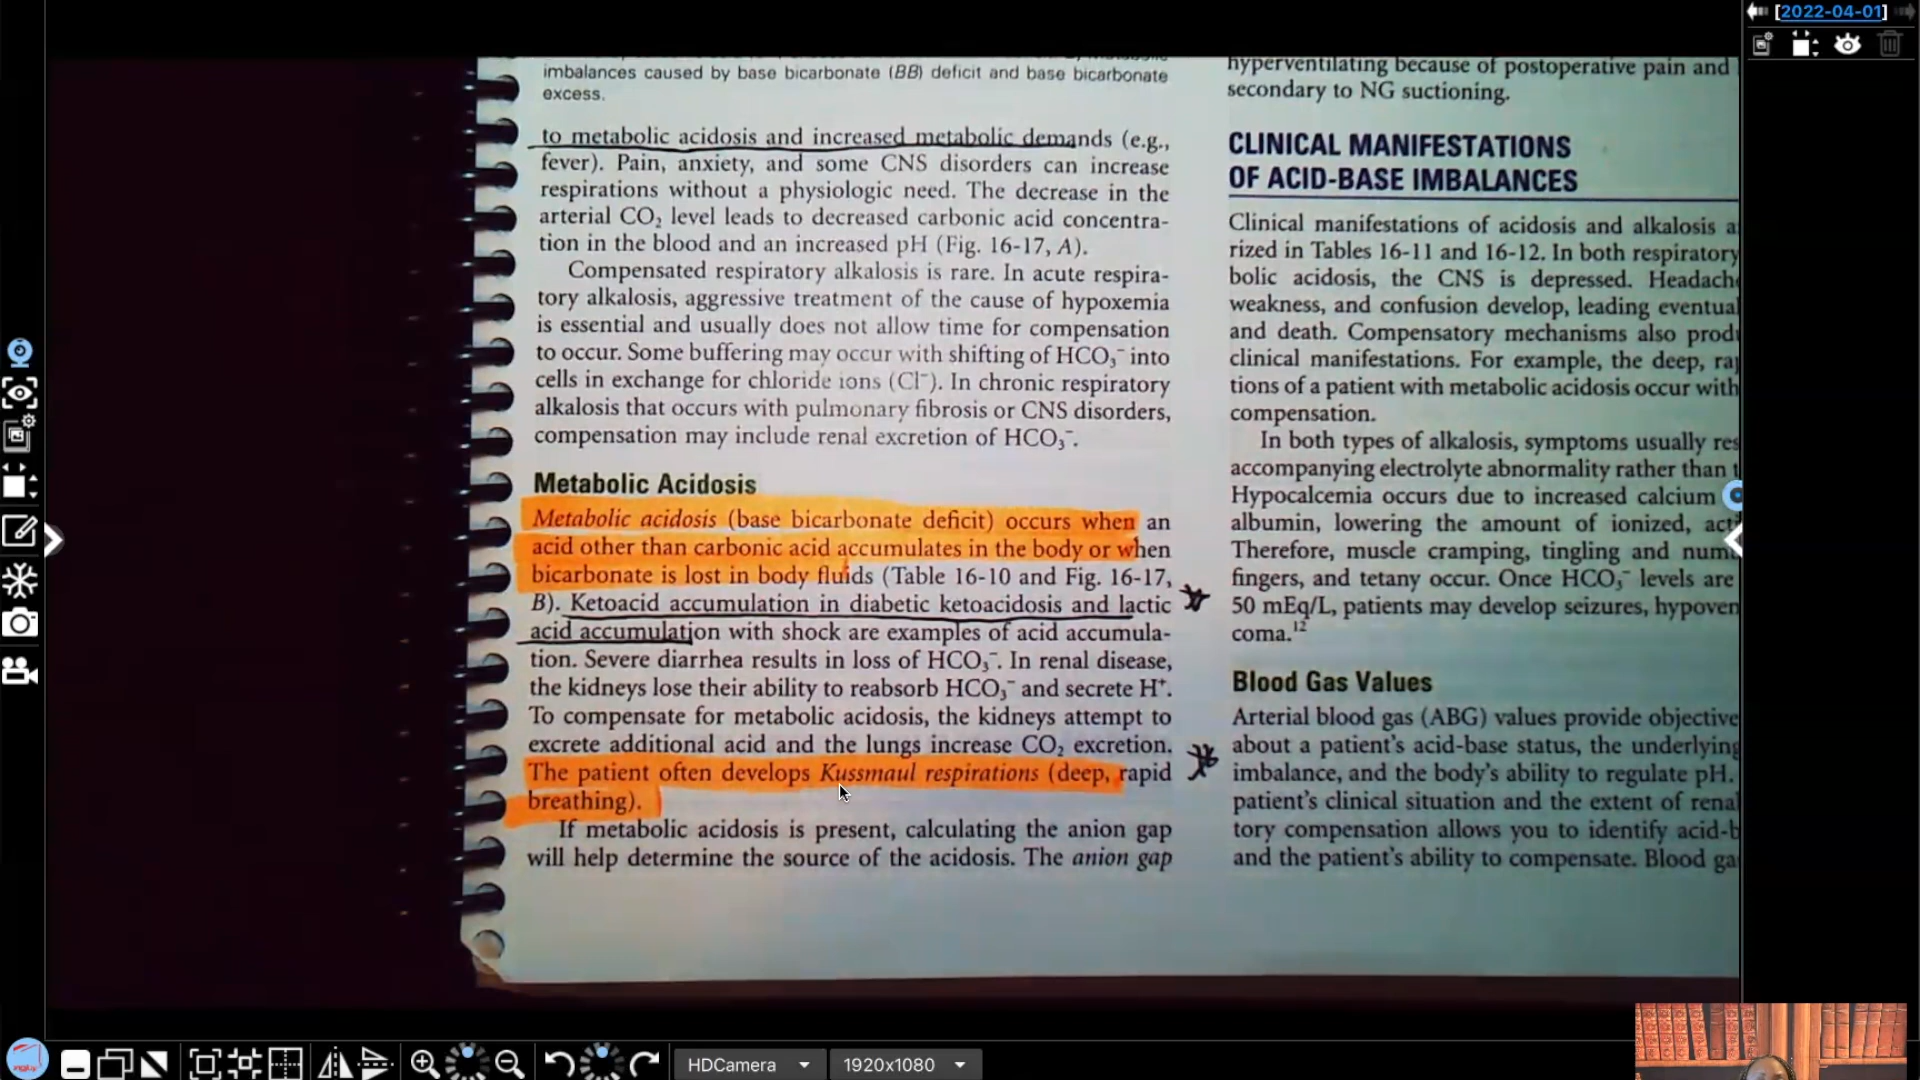 [2022-04-01]
imbalances caused by base bicarbonate (BB) deficit and base bicarbonate
excess.
to metabolic acidosis and increased metabolic demands (e.g.,
fever). Pain, anxiety, and some CNS disorders can increase
respirations without a physiologic need. The decrease in the
arterial CO₂ level leads to decreased carbonic acid concentra-
tion in the blood and an increased pH (Fig. 16-17, A).
Compensated respiratory alkalosis is rare. In acute respira-
tory alkalosis, aggressive treatment of the cause of hypoxemia
is essential and usually does not allow time for compensation
to occur. Some buffering may occur with shifting of HCO₃⁻ into
cells in exchange for chloride ions (Cl⁻). In chronic respiratory
alkalosis that occurs with pulmonary fibrosis or CNS disorders,
compensation may include renal excretion of HCO₃⁻.
Metabolic Acidosis
Metabolic acidosis (base bicarbonate deficit) occurs when an
acid other than carbonic acid accumulates in the body or when
bicarbonate is lost in body fluids (Table 16-10 and Fig. 16-17,
B). Ketoacid accumulation in diabetic ketoacidosis and lactic
acid accumulation with shock are examples of acid accumula-
tion. Severe diarrhea results in loss of HCO₃⁻. In renal disease,
the kidneys lose their ability to reabsorb HCO₃⁻ and secrete H⁺.
To compensate for metabolic acidosis, the kidneys attempt to
excrete additional acid and the lungs increase CO₂ excretion.
The patient often develops Kussmaul respirations (deep, rapid
breathing).
If metabolic acidosis is present, calculating the anion gap
will help determine the source of the acidosis. The anion gap
hyperventilating because of postoperative pain and
secondary to NG suctioning.
CLINICAL MANIFESTATIONS
OF ACID-BASE IMBALANCES
Clinical manifestations of acidosis and alkalosis a
rized in Tables 16-11 and 16-12. In both respiratory
bolic acidosis, the CNS is depressed. Headach
weakness, and confusion develop, leading eventual
and death. Compensatory mechanisms also prod
clinical manifestations. For example, the deep, ra
tions of a patient with metabolic acidosis occur with
compensation.
In both types of alkalosis, symptoms usually res
accompanying electrolyte abnormality rather than t
Hypocalcemia occurs due to increased calcium
albumin, lowering the amount of ionized, act
Therefore, muscle cramping, tingling and num
fingers, and tetany occur. Once HCO₃⁻ levels are
50 mEq/L, patients may develop seizures, hypoven
coma.¹²
Blood Gas Values
Arterial blood gas (ABG) values provide objective
about a patient's acid-base status, the underlying
imbalance, and the body's ability to regulate pH.
patient's clinical situation and the extent of rena
tory compensation allows you to identify acid-b
and the patient's ability to compensate. Blood ga
HDCamera
1920x1080